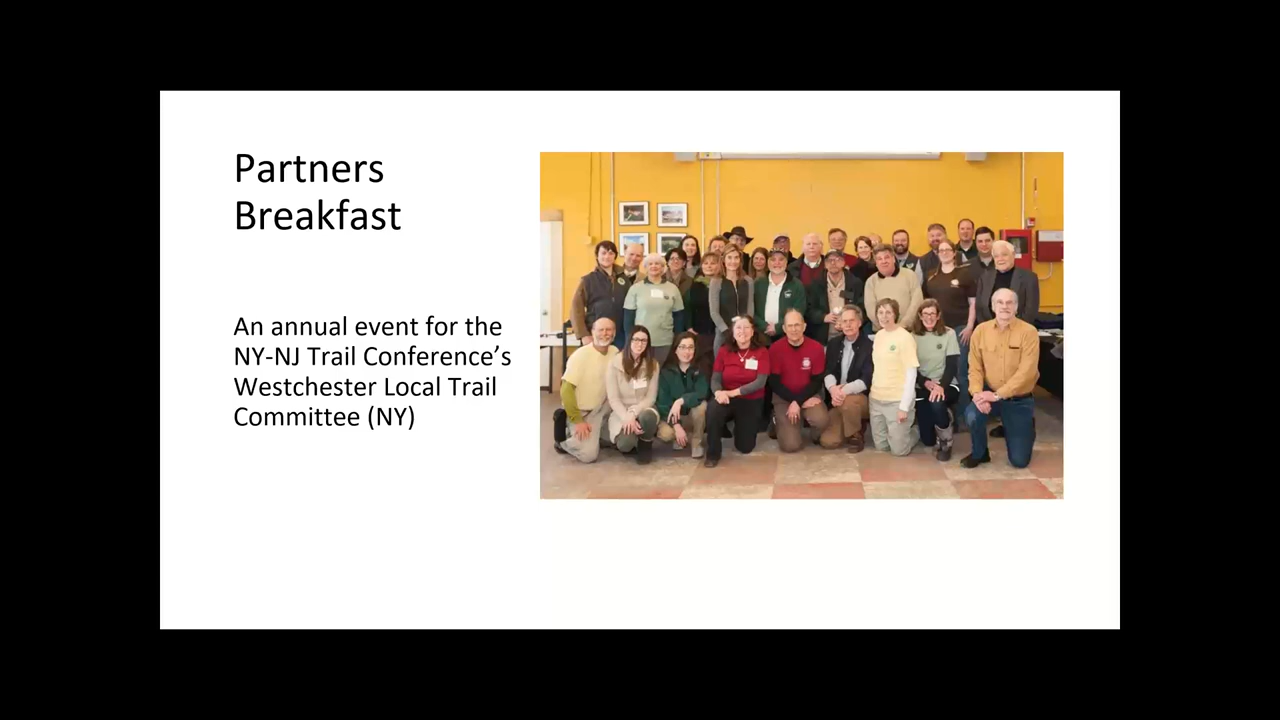 Partners
Breakfast
An annual event for the
NY-NJ Trail Conference’s
Westchester Local Trail
Committee (NY)